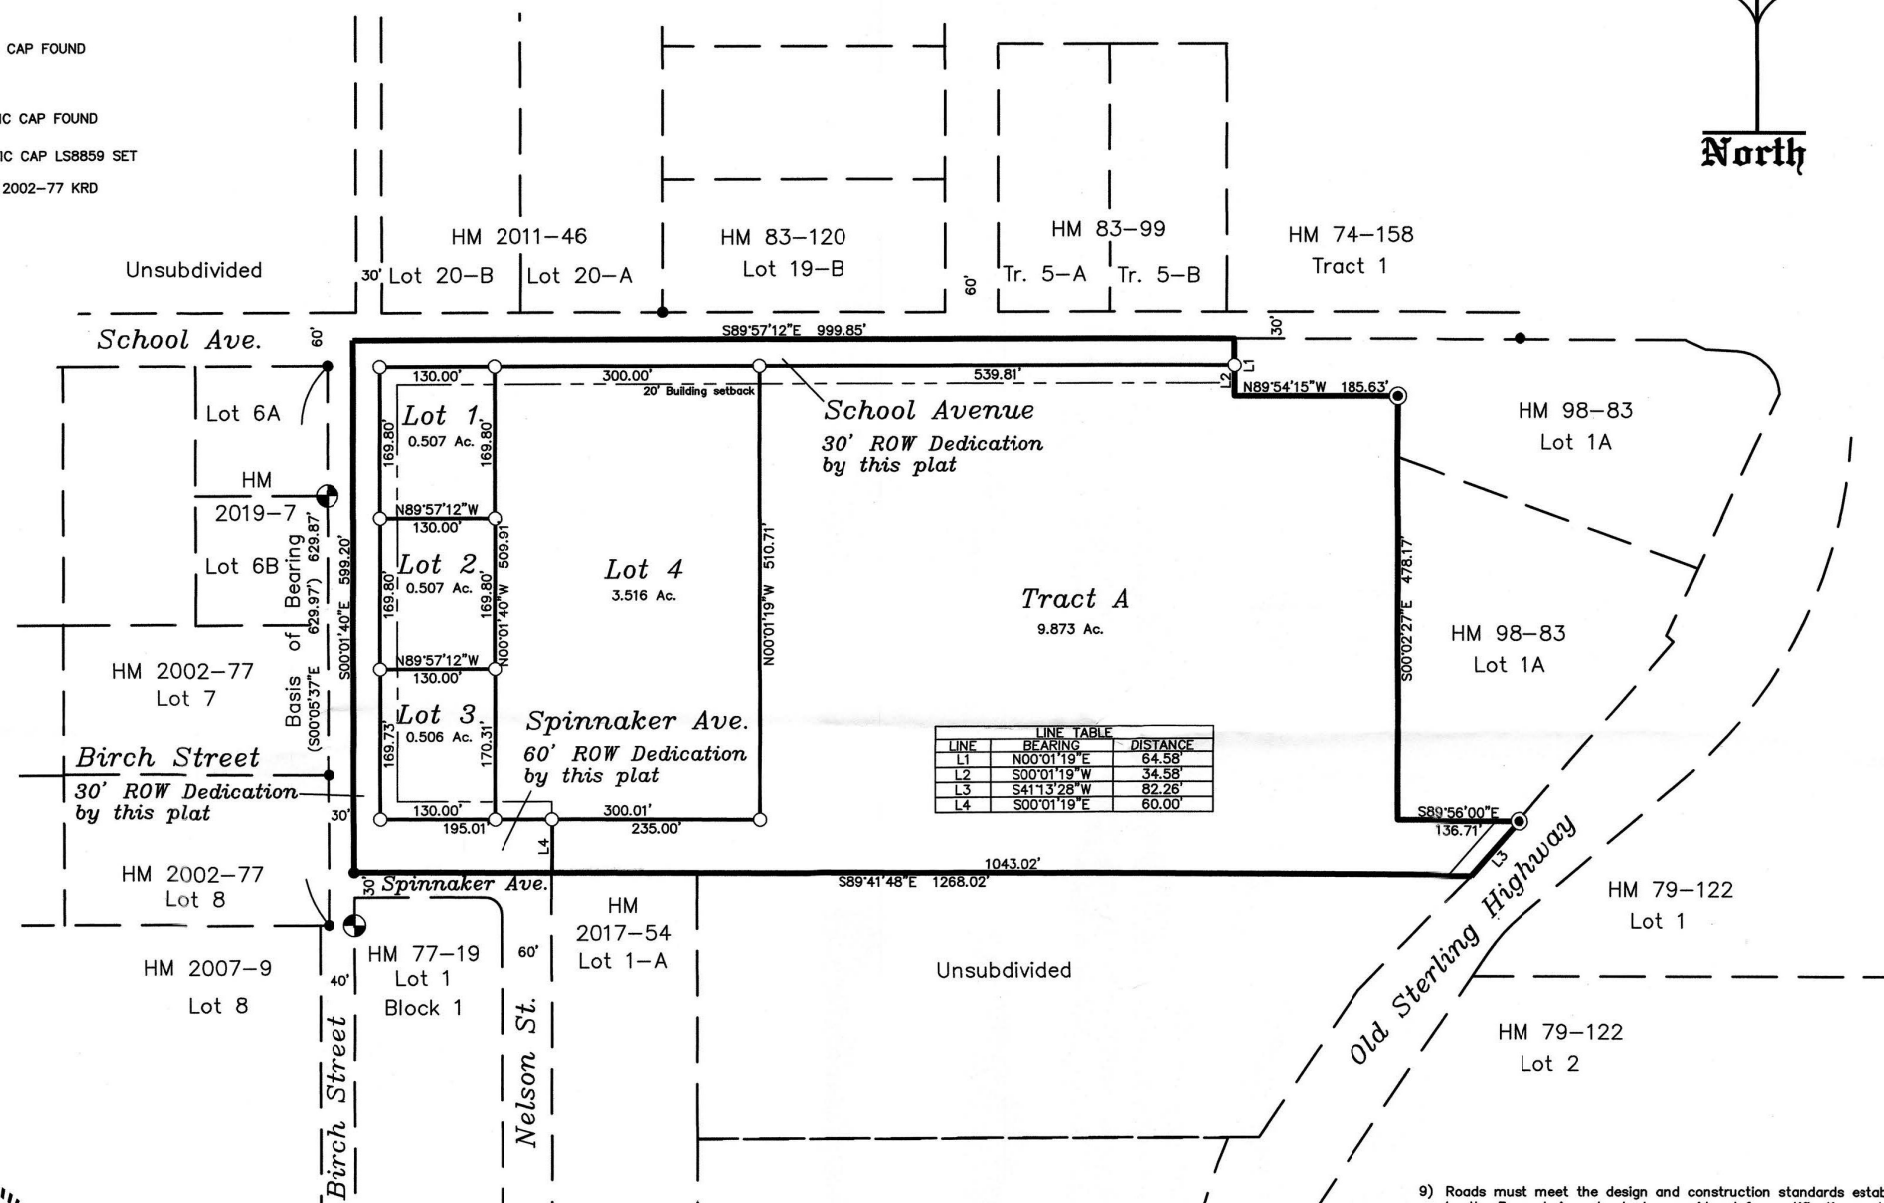 CAP FOUND
IC CAP FOUND
IC CAP LS8859 SET
2002-77 KRD
North
HM 2011-46
Lot 20-B
Lot 20-A
HM 83-120
Lot 19-B
HM 83-99
Tr. 5-A
Tr. 5-B
HM 74-158
Tract 1
Unsubdivided
30'
60'
School Ave.
60'
S89°57'12"E 999.85'
30'
L1
L2
130.00'
300.00'
539.81'
20' Building setback
N89°54'15"W 185.63'
School Avenue
30' ROW Dedication
by this plat
HM 98-83
Lot 1A
Lot 6A
HM
2019-7
Lot 6B
Basis of Bearing
(S00°05'37"E 629.97') 629.87'
S00°01'40"E 599.20'
Lot 1
0.507 Ac.
169.80'
169.80'
N89°57'12"W
130.00'
Lot 2
0.507 Ac.
169.80'
169.80'
N00°01'40"W 509.91'
N89°57'12"W
130.00'
Lot 3
0.506 Ac.
169.73'
170.31'
Lot 4
3.516 Ac.
N00°01'19"W 510.71'
Tract A
9.873 Ac.
S00°02'27"E 478.17'
HM 98-83
Lot 1A
HM 2002-77
Lot 7
Birch Street
30' ROW Dedication
by this plat
30'
Spinnaker Ave.
60' ROW Dedication
by this plat
LINE TABLE
LINE BEARING DISTANCE
L1 N00°01'19"E 64.58'
L2 S00°01'19"W 34.58'
L3 S41°13'28"W 82.26'
L4 S00°01'19"E 60.00'
130.00'
195.01'
300.01'
235.00'
L4
S89°56'00"E
136.71'
L3
HM 2002-77
Lot 8
30'
Spinnaker Ave.
1043.02'
S89°41'48"E 1268.02'
HM 2007-9
Lot 8
40'
Birch Street
HM 77-19
Lot 1
Block 1
60'
Nelson St.
HM
2017-54
Lot 1-A
Unsubdivided
Old Sterling Highway
HM 79-122
Lot 1
HM 79-122
Lot 2
9) Roads must meet the design and construction standards estab